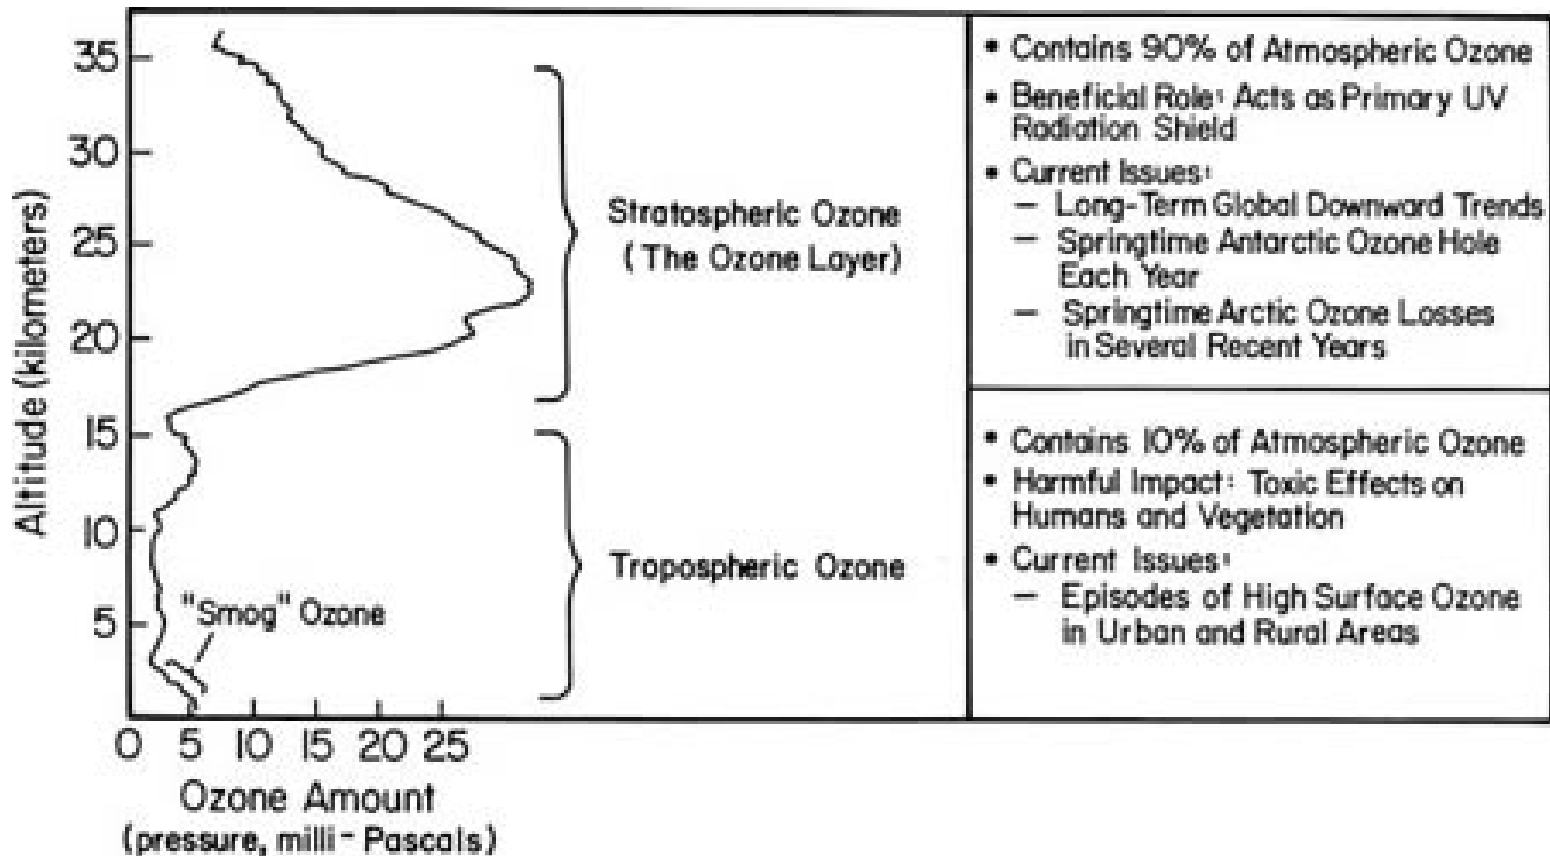 35
30
25
20
15
10
5
Altitude (kilometers)
"Smog" Ozone
0 5 10 15 20 25
Ozone Amount
(pressure, milli-Pascals)
Stratospheric Ozone
(The Ozone Layer)
Tropospheric Ozone
• Contains 90% of Atmospheric Ozone
• Beneficial Role: Acts as Primary UV
Radiation Shield
• Current Issues:
– Long-Term Global Downward Trends
– Springtime Antarctic Ozone Hole
Each Year
– Springtime Arctic Ozone Losses
in Several Recent Years
• Contains 10% of Atmospheric Ozone
• Harmful Impact: Toxic Effects on
Humans and Vegetation
• Current Issues:
– Episodes of High Surface Ozone
in Urban and Rural Areas